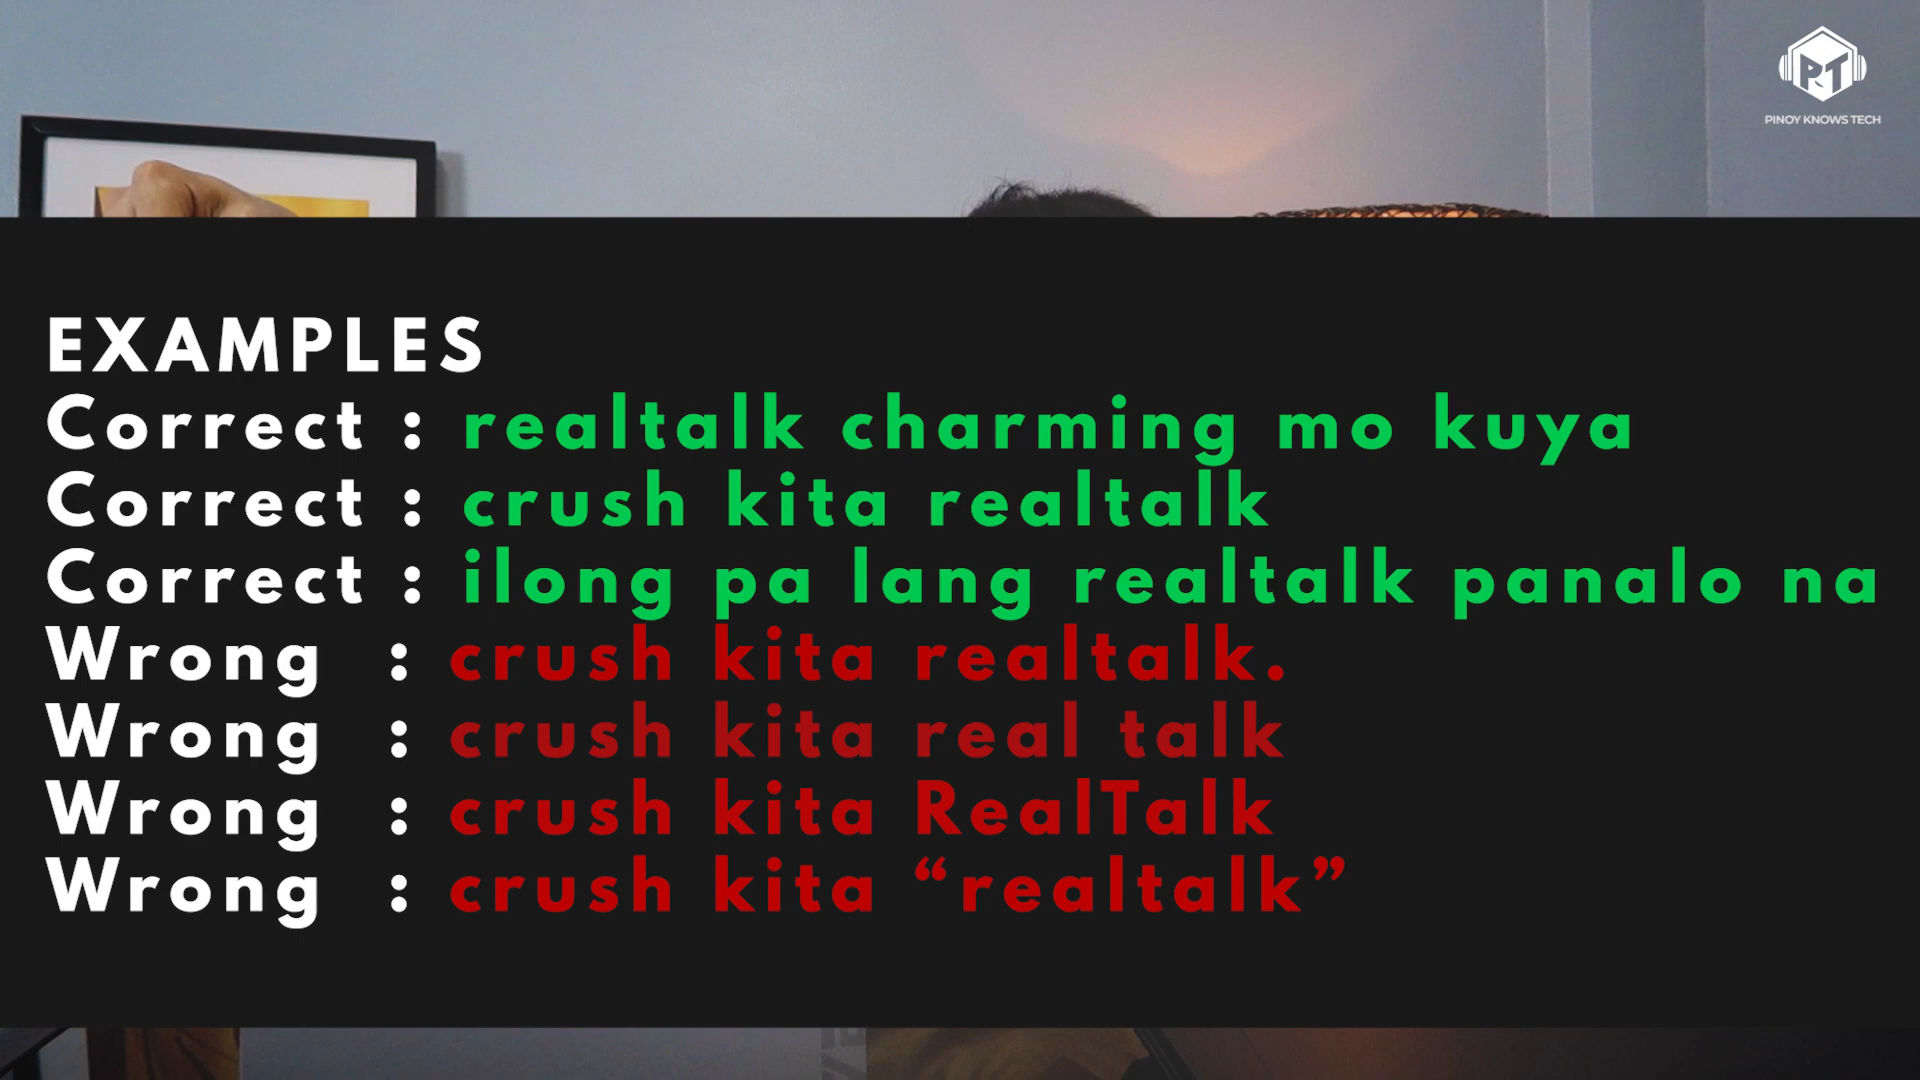 PT
PINOY KNOWS TECH
EXAMPLES
Correct : realtalk charming mo kuya
Correct : crush kita realtalk
Correct : ilong pa lang realtalk panalo na
Wrong : crush kita realtalk.
Wrong : crush kita real talk
Wrong : crush kita RealTalk
Wrong : crush kita “realtalk”